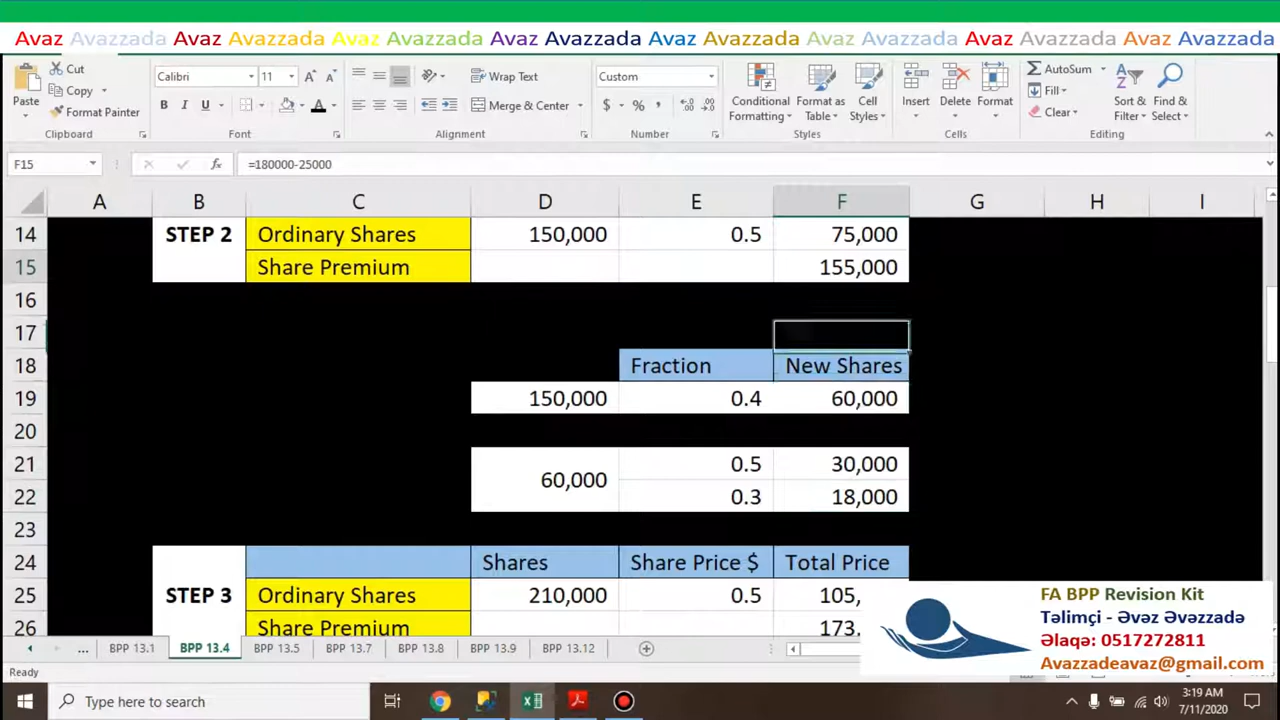 Avaz Avazzada Avaz Avazzada Avaz Avazzada Avaz Avazzada Avaz Avazzada Avaz Avazzada Avaz Avazzada Avaz Avazzada
Cut
Copy
Format Painter
Paste
Calibri 11
B I U
Wrap Text
Merge & Center
Custom
$ % ,
Conditional Formatting
Format as Table
Cell Styles
Insert Delete Format
AutoSum
Fill
Clear
Sort & Filter
Find & Select
Clipboard Font Alignment Number Styles Cells Editing
F15 fx =180000-25000
A B C D E F G H I
14 STEP 2 Ordinary Shares 150,000 0.5 75,000
15 Share Premium 155,000
16
17
18 Fraction New Shares
19 150,000 0.4 60,000
20
21 0.5 30,000
60,000
22 0.3 18,000
23
24 Shares Share Price $ Total Price
25 STEP 3 Ordinary Shares 210,000 0.5 105,
26 Share Premium 173.
FA BPP Revision Kit
Təlimçi - Əvəz Əvəzzadə
Əlaqə: 0517272811
Avazzadeavaz@gmail.com
... BPP 13.1 BPP 13.4 BPP 13.5 BPP 13.7 BPP 13.8 BPP 13.9 BPP 13.12
Ready
Type here to search
3:19 AM
7/11/2020